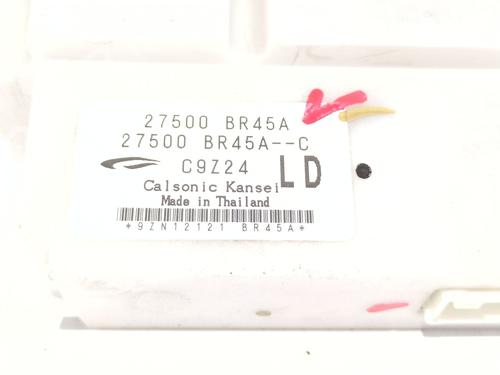 27500 BR45A
27500 BR45A--C
C9Z24 LD
Calsonic Kansei
Made in Thailand
*9ZN12121 BR45A*